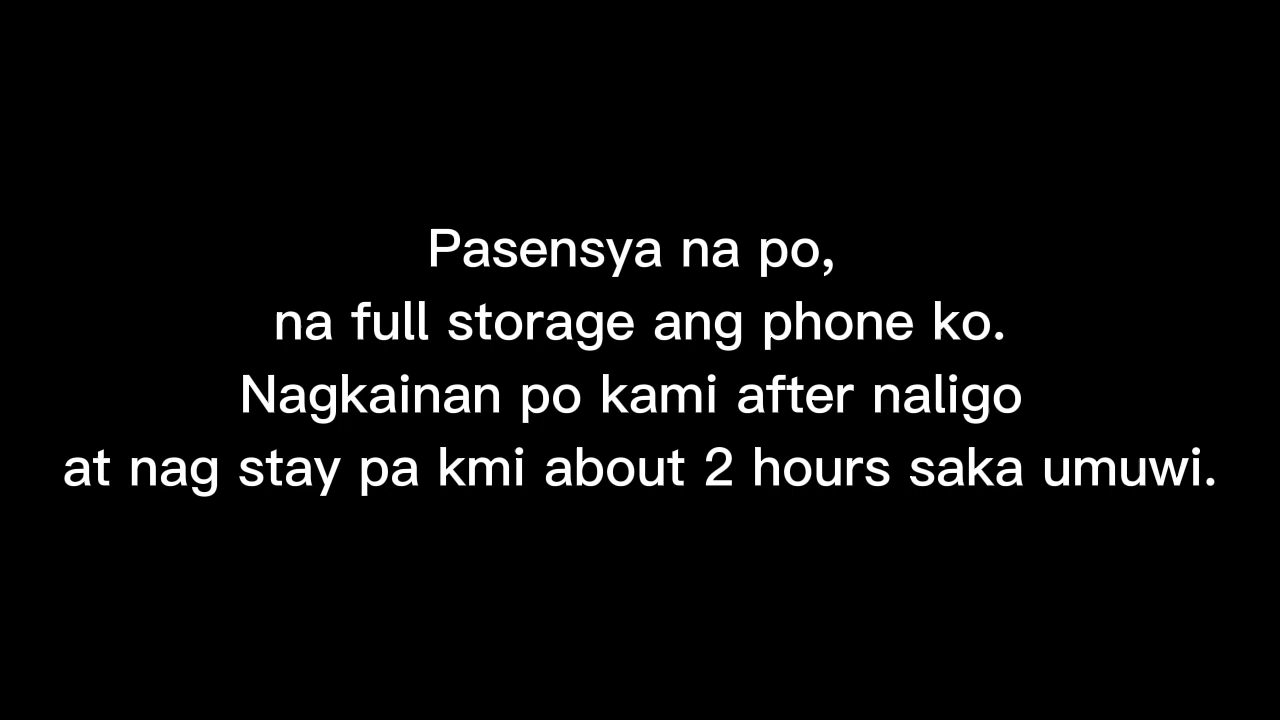 Pasensya na po,
na full storage ang phone ko.
Nagkainan po kami after naligo
at nag stay pa kmi about 2 hours saka umuwi.